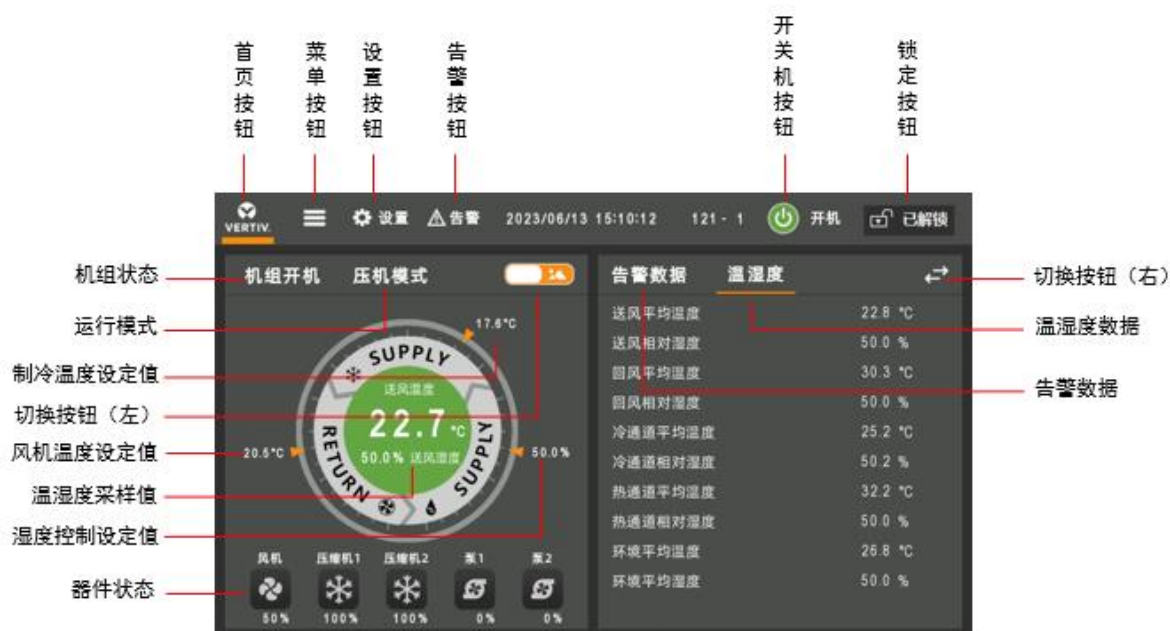 首页按钮
菜单按钮
设置按钮
告警按钮
开关机按钮
锁定按钮
VERTIV. 设置 告警 2023/06/13 15:10:12 121 - 1 开机 已解锁
机组状态
运行模式
制冷温度设定值
切换按钮（左）
风机温度设定值
温湿度采样值
湿度控制设定值
器件状态
机组开机 压机模式
17.6°C
SUPPLY
送风温度
22.7 °C
50.0% 送风湿度
RETURN
SUPPLY
20.5°C
50.0%
风机 压缩机1 压缩机2 泵1 泵2
50% 100% 100% 0% 0%
告警数据 温湿度
送风平均温度 22.8 °C
送风相对湿度 50.0 %
回风平均温度 30.3 °C
回风相对湿度 50.0 %
冷通道平均温度 25.2 °C
冷通道相对湿度 50.2 %
热通道平均温度 32.2 °C
热通道相对湿度 50.0 %
环境平均温度 26.8 °C
环境平均湿度 50.0 %
切换按钮（右）
温湿度数据
告警数据